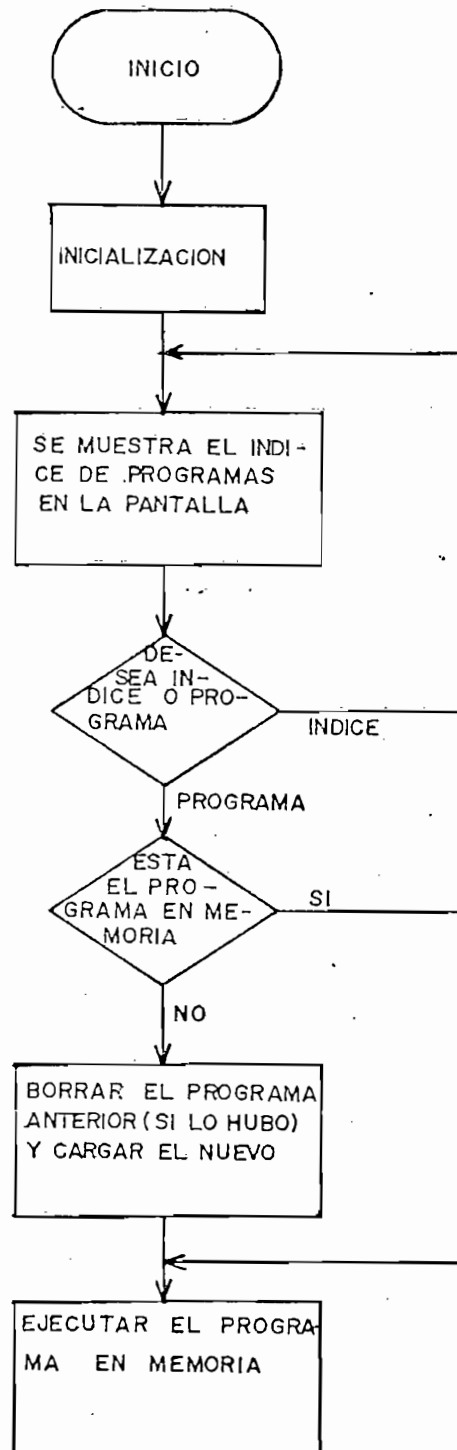 INICIO
INICIALIZACION
SE MUESTRA EL INDI-
CE DE PROGRAMAS
EN LA PANTALLA
DE-
SEA IN-
DICE O PRO-
GRAMA
INDICE
PROGRAMA
ESTA
EL PRO-
GRAMA EN ME-
MORIA
SI
NO
BORRAR EL PROGRAMA
ANTERIOR (SI LO HUBO)
Y CARGAR EL NUEVO
EJECUTAR EL PROGRA-
MA EN MEMORIA